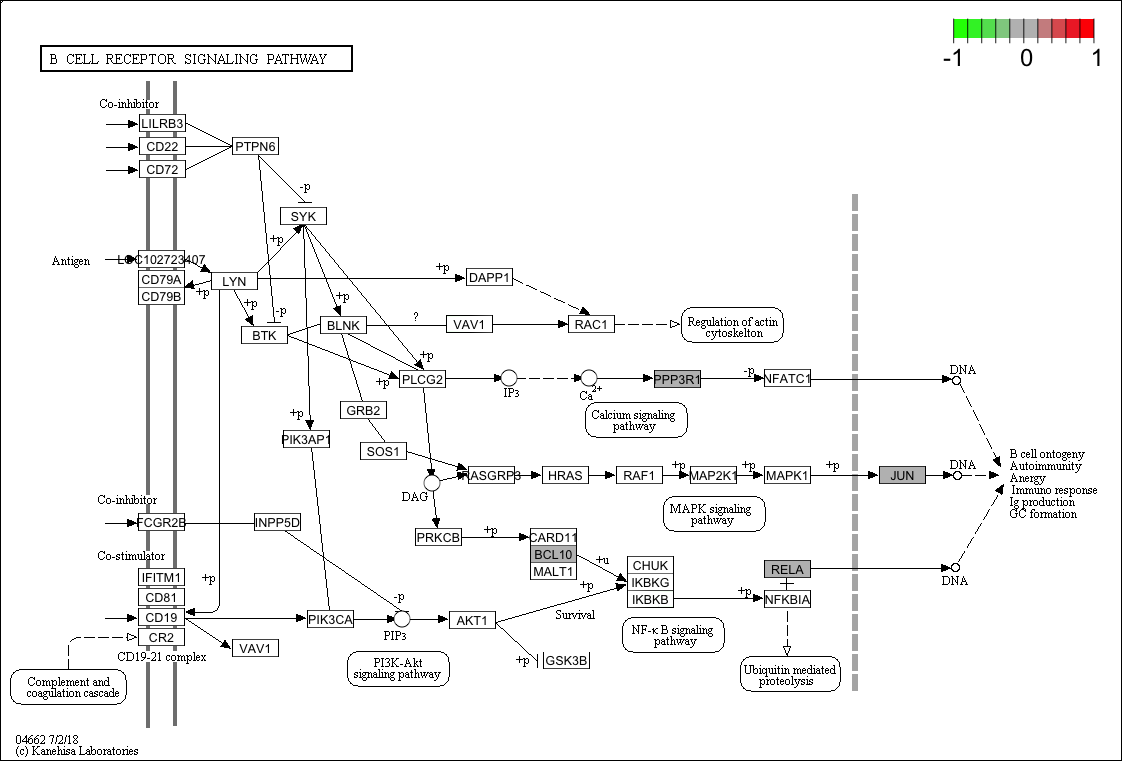 -1 0 1
B CELL RECEPTOR SIGNALING PATHWAY
Co-inhibitor
LILRB3
CD22
PTPN6
CD72
-p
SYK
+p
Antigen
LOC102723407
CD79A
CD79B
+p
LYN
+p
DAPP1
+p
-p
+p
BTK
BLNK
?
VAV1
RAC1
Regulation of actin
cytoskelton
+p
+p
PLCG2
IP3
Ca2+
PPP3R1
-p
NFATC1
DNA
Calcium signaling
pathway
GRB2
+p
PIK3AP1
SOS1
DAG
RASGRP3
HRAS
RAF1
+p
MAP2K1
+p
MAPK1
+p
JUN
DNA
MAPK signaling
pathway
B cell ontogeny
Autoimmunity
Anergy
Immuno response
Ig production
GC formation
Co-inhibitor
FCGR2B
INPP5D
PRKCB
+p
CARD11
BCL10
MALT1
+u
+p
CHUK
IKBKG
IKBKB
+p
RELA
NFKBIA
DNA
Co-stimulator
IFITM1
+p
CD81
CD19
CR2
CD19-21 complex
VAV1
PIK3CA
-p
PIP3
AKT1
Survival
+p
GSK3B
NF-κ B signaling
pathway
PI3K-Akt
signaling pathway
Ubiquitin mediated
proteolysis
Complement and
coagulation cascade
04662 7/2/18
(c) Kanehisa Laboratories